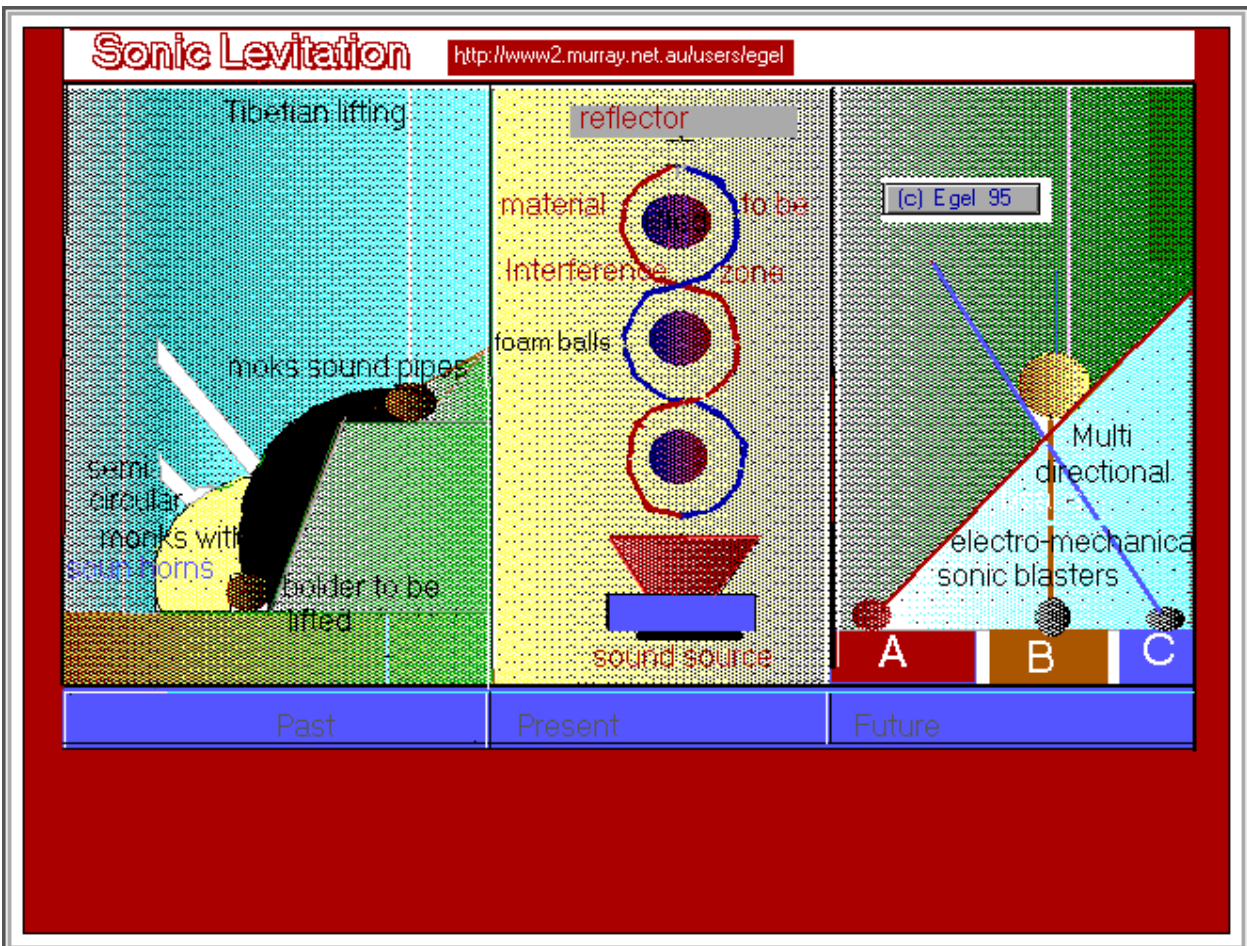 Sonic Levitation
http://www2.murray.net.au/users/egel
Tibetian lifting
moks sound pipes
semi
circular
monks with
saun horns
bolder to be
lifted
Past
reflector
material to be
lifted
Interference zone
foam balls
sound source
Present
(c) Egel 95
Multi
directional
electro-mechanica
sonic blasters
A B C
Future